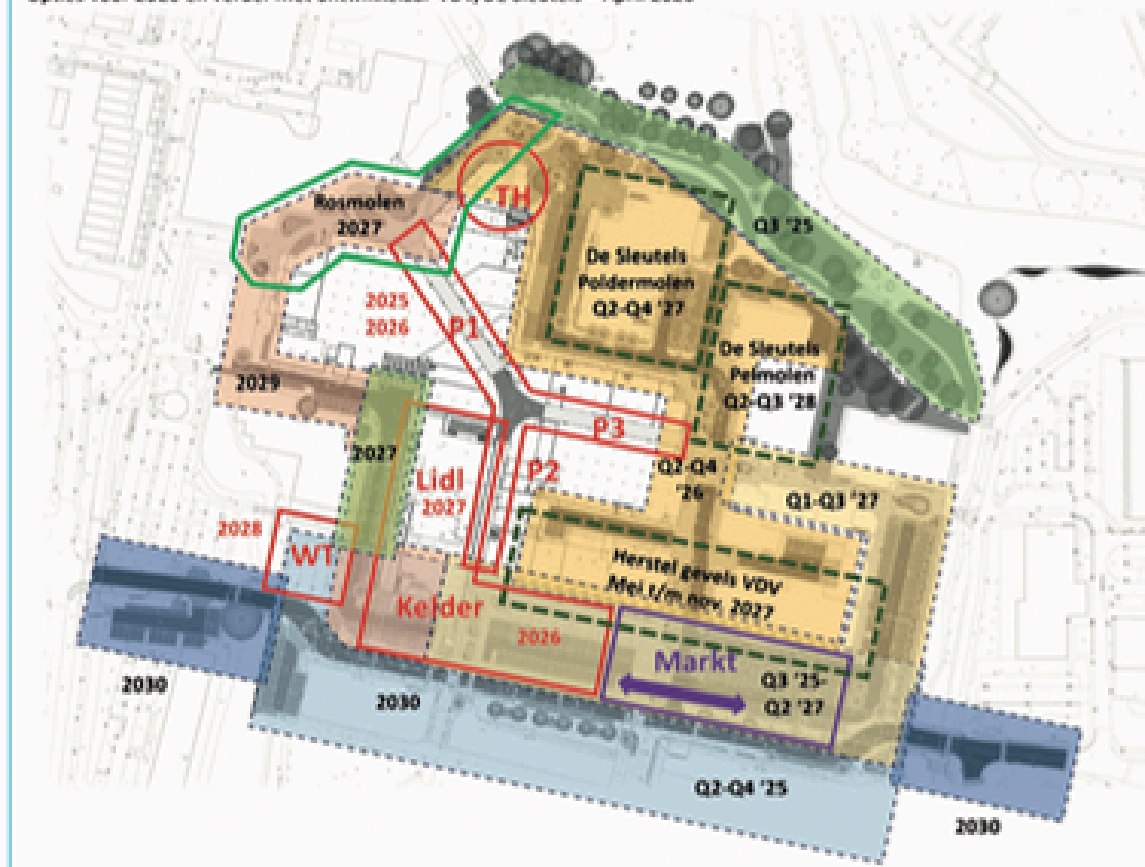 Rosmolen
2027
TH
Q3 '25
De Sleutels
Poldermolen
Q2-Q4 '27
2025
2026
P1
De Sleutels
Pelmolen
Q2-Q3 '28
2029
P3
2027
Lidl
2027
P2
Q2-Q4
'26
Q1-Q3 '27
2028
WT
Herstel gevels VDV
Mei t/m nov. 2027
Kelder
2026
Markt
Q3 '25-
Q2 '27
2030
2030
Q2-Q4 '25
2030